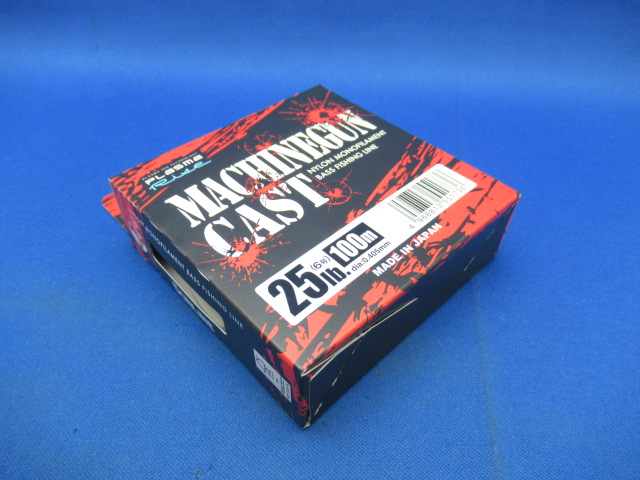 PLASMA
Ride
MACHINEGUN
CAST
NYLON MONOFILAMENT
BASS FISHING LINE
25lb.
(6号)
100m
dia:0.405mm
MADE IN JAPAN
MONOFILAMENT BASS FISHING LINE